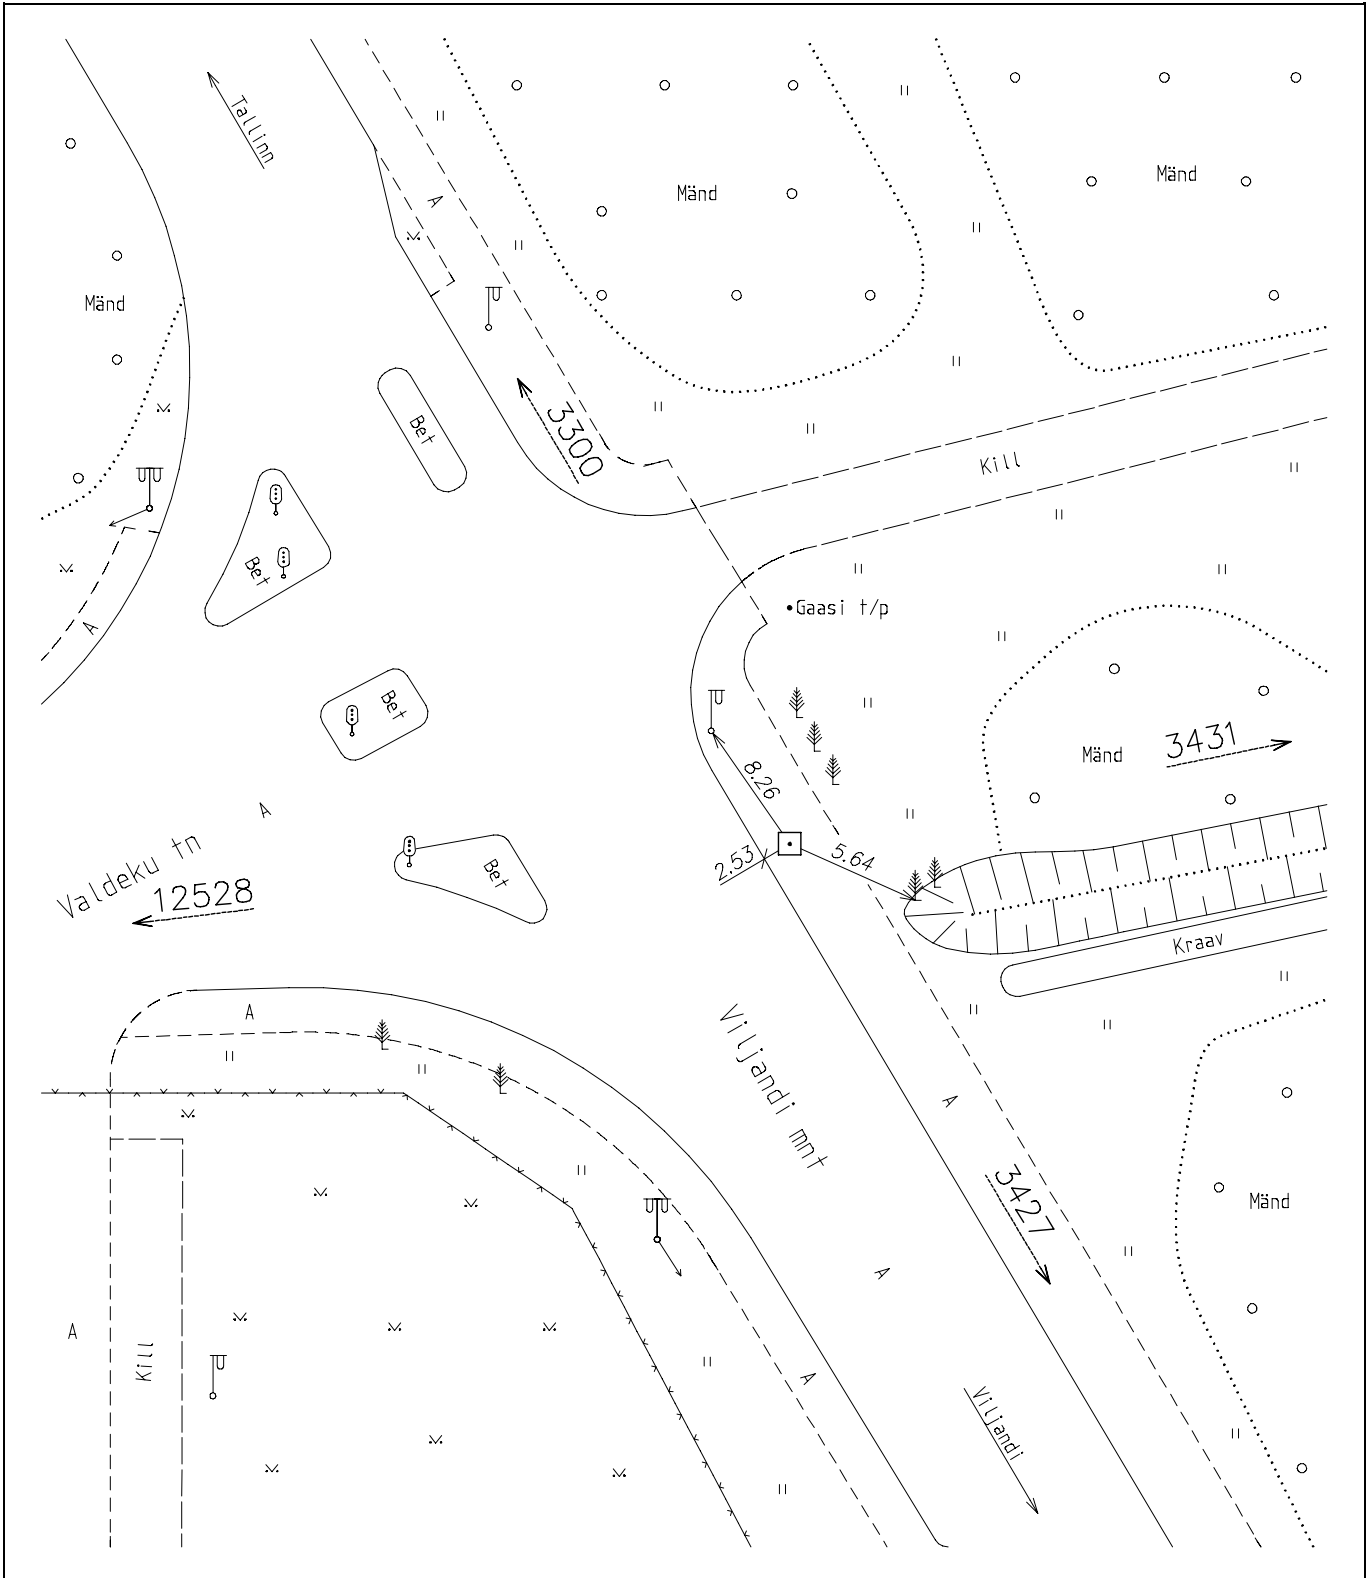 Tallinn
A
Mänd
Mänd
Mänd
3300
Bet
Kill
Bet
A
Gaasi t/p
Bet
Mänd
3431
8.26
A
Valdeku tn
12528
2.53
5.64
Bet
Kraav
A
Viljandi mnt
A
3427
Mänd
A
A
Kill
A
Viljandi